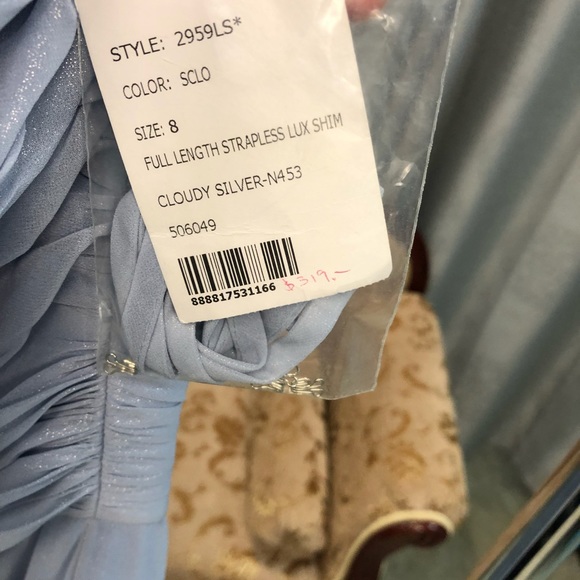 STYLE: 2959LS*
COLOR: SCLO
SIZE: 8
FULL LENGTH STRAPLESS LUX SHIM
CLOUDY SILVER-N453
506049
888817531166 $319.-